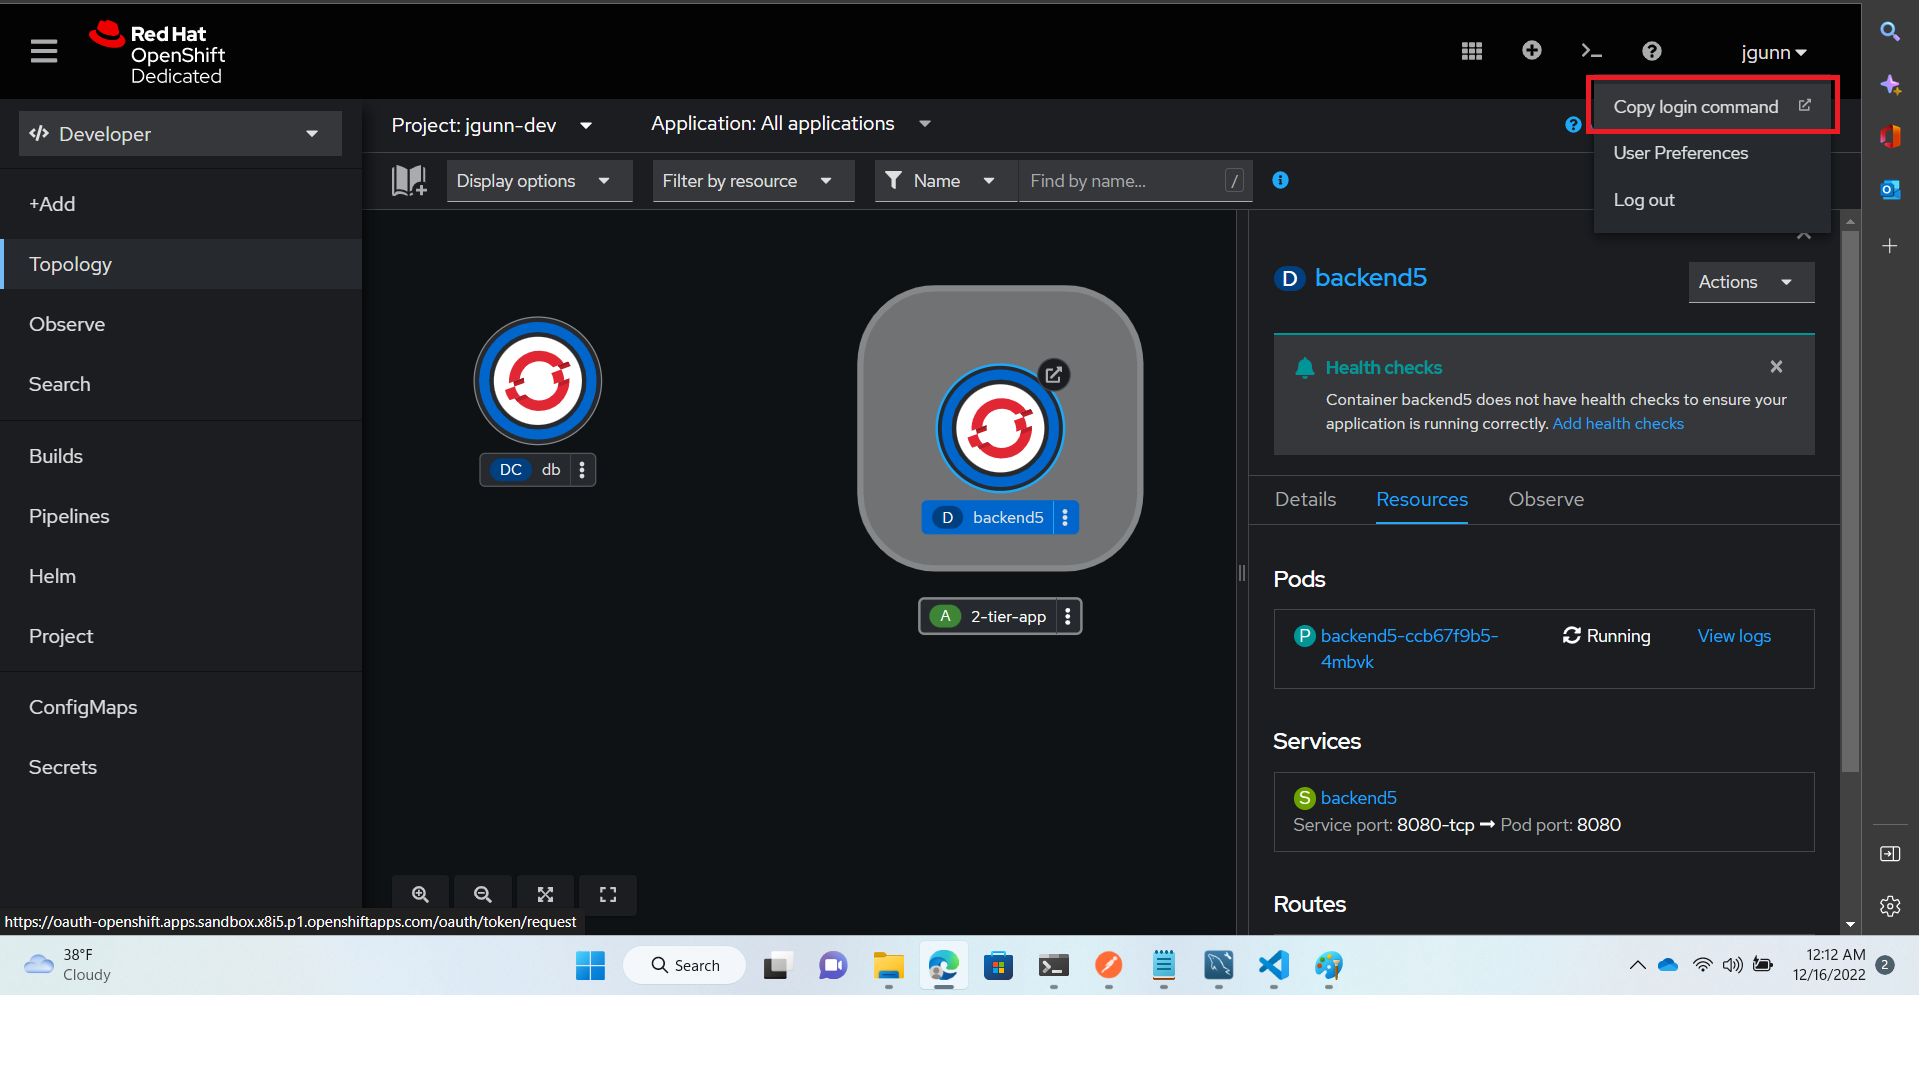 Red Hat
OpenShift
Dedicated
jgunn
Copy login command
User Preferences
Log out
Developer
Project: jgunn-dev
Application: All applications
Display options
Filter by resource
Name
Find by name...
/
+Add
Topology
Observe
Search
Builds
Pipelines
Helm
Project
ConfigMaps
Secrets
DC db
D backend5
A 2-tier-app
D backend5
Actions
Health checks
Container backend5 does not have health checks to ensure your
application is running correctly. Add health checks
Details Resources Observe
Pods
P backend5-ccb67f9b5-
4mbvk
Running
View logs
Services
S backend5
Service port: 8080-tcp → Pod port: 8080
Routes
https://oauth-openshift.apps.sandbox.x8i5.p1.openshiftapps.com/oauth/token/request
38°F
Cloudy
Search
12:12 AM
12/16/2022
2